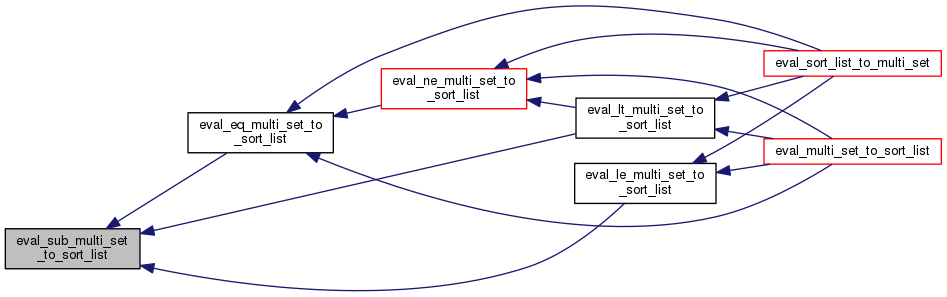 eval_sort_list_to_multi_set
eval_ne_multi_set_to
_sort_list
eval_lt_multi_set_to
_sort_list
eval_eq_multi_set_to
_sort_list
eval_multi_set_to_sort_list
eval_le_multi_set_to
_sort_list
eval_sub_multi_set
_to_sort_list